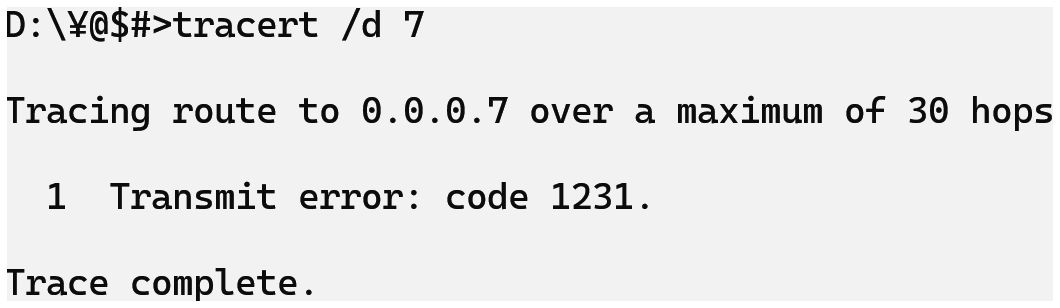 D:\¥@$#>tracert /d 7
Tracing route to 0.0.0.7 over a maximum of 30 hops
  1  Transmit error: code 1231.
Trace complete.